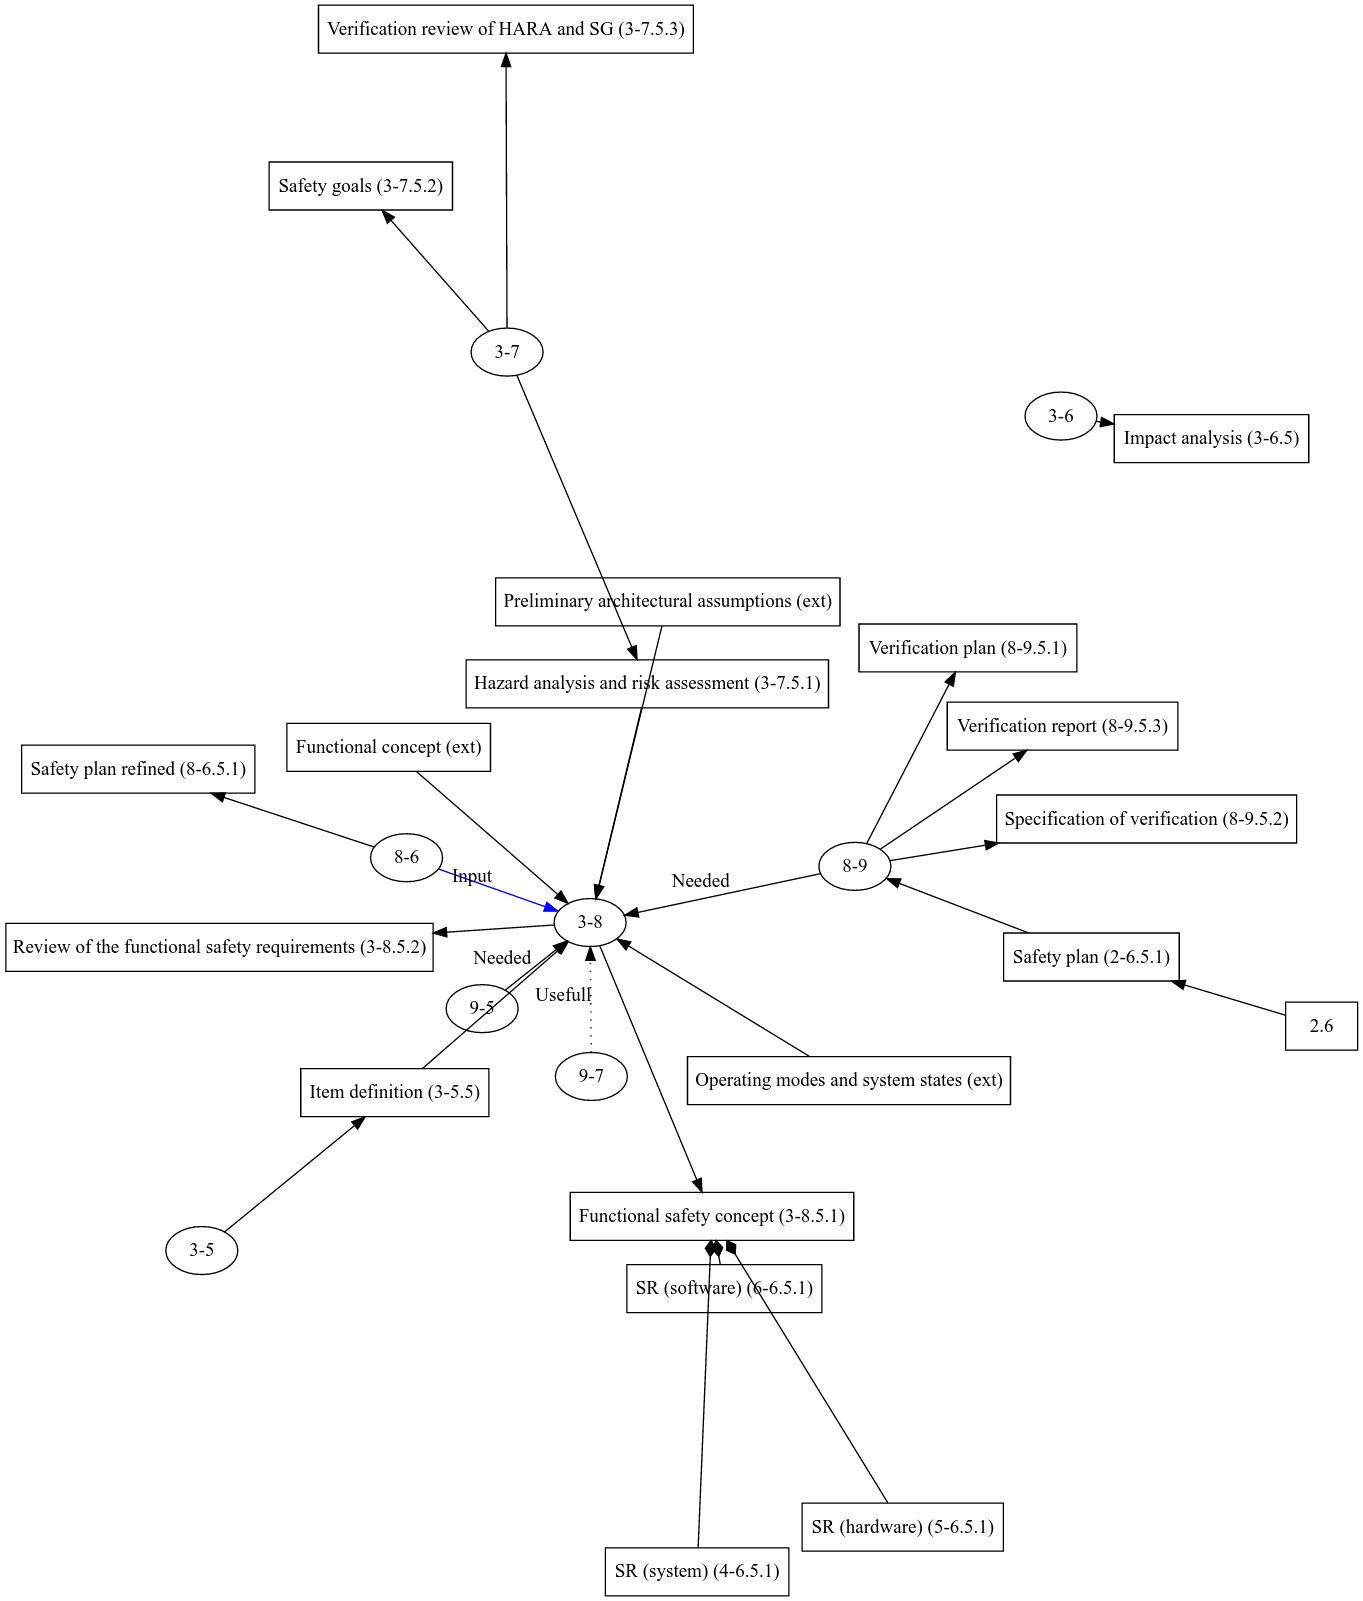 Verification review of HARA and SG (3-7.5.3)
Safety goals (3-7.5.2)
3-7
3-6
Impact analysis (3-6.5)
Preliminary architectural assumptions (ext)
Verification plan (8-9.5.1)
Hazard analysis and risk assessment (3-7.5.1)
Verification report (8-9.5.3)
Functional concept (ext)
Safety plan refined (8-6.5.1)
Specification of verification (8-9.5.2)
8-6
8-9
Input
Needed
3-8
Review of the functional safety requirements (3-8.5.2)
Needed
Safety plan (2-6.5.1)
Usefull
9-5
2.6
9-7
Operating modes and system states (ext)
Item definition (3-5.5)
Functional safety concept (3-8.5.1)
3-5
SR (software) (6-6.5.1)
SR (hardware) (5-6.5.1)
SR (system) (4-6.5.1)